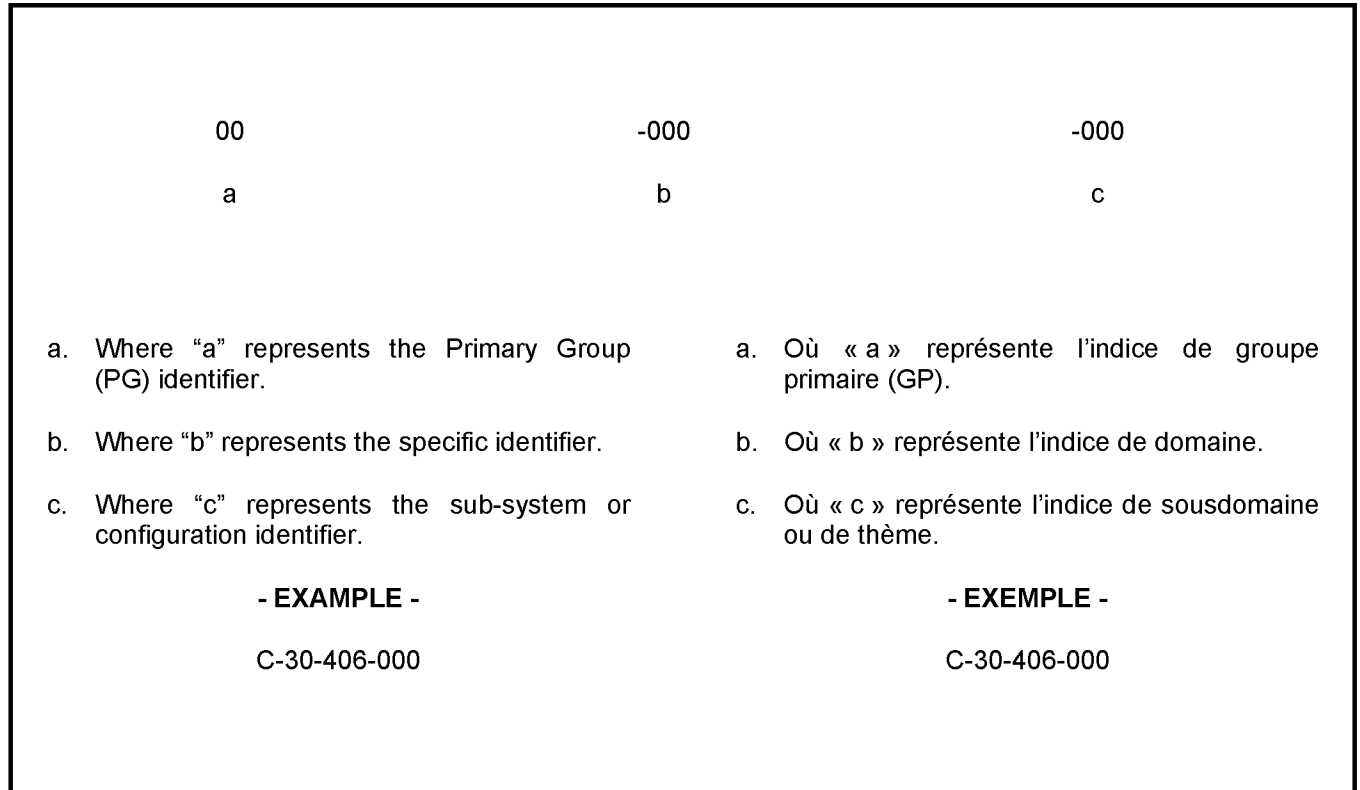 00 -000 -000
a b c
a. Where “a” represents the Primary Group
(PG) identifier.
b. Where “b” represents the specific identifier.
c. Where “c” represents the sub-system or
configuration identifier.
- EXAMPLE -
C-30-406-000
a. Où « a » représente l’indice de groupe
primaire (GP).
b. Où « b » représente l’indice de domaine.
c. Où « c » représente l’indice de sousdomaine
ou de thème.
- EXEMPLE -
C-30-406-000